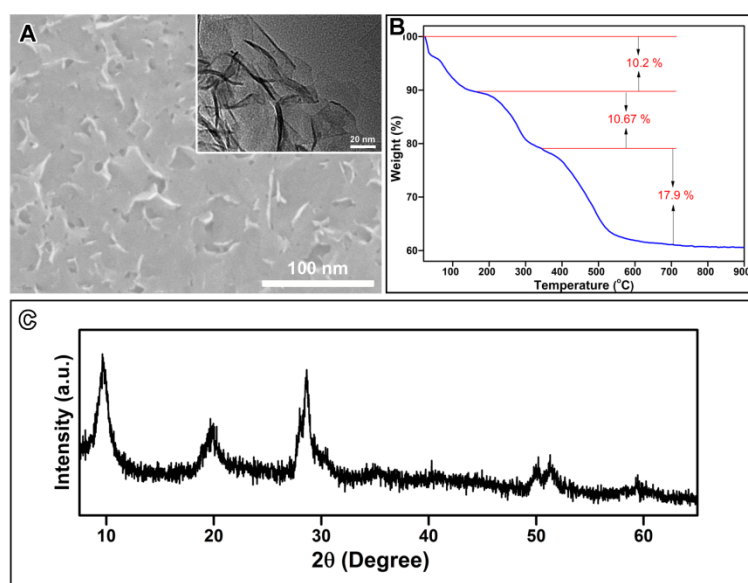 A
20 nm
100 nm
B
100
90
80
70
60
Weight (%)
10.2 %
10.67 %
17.9 %
100 200 300 400 500 600 700 800 900
Temperature (°C)
C
Intensity (a.u.)
10 20 30 40 50 60
2θ (Degree)